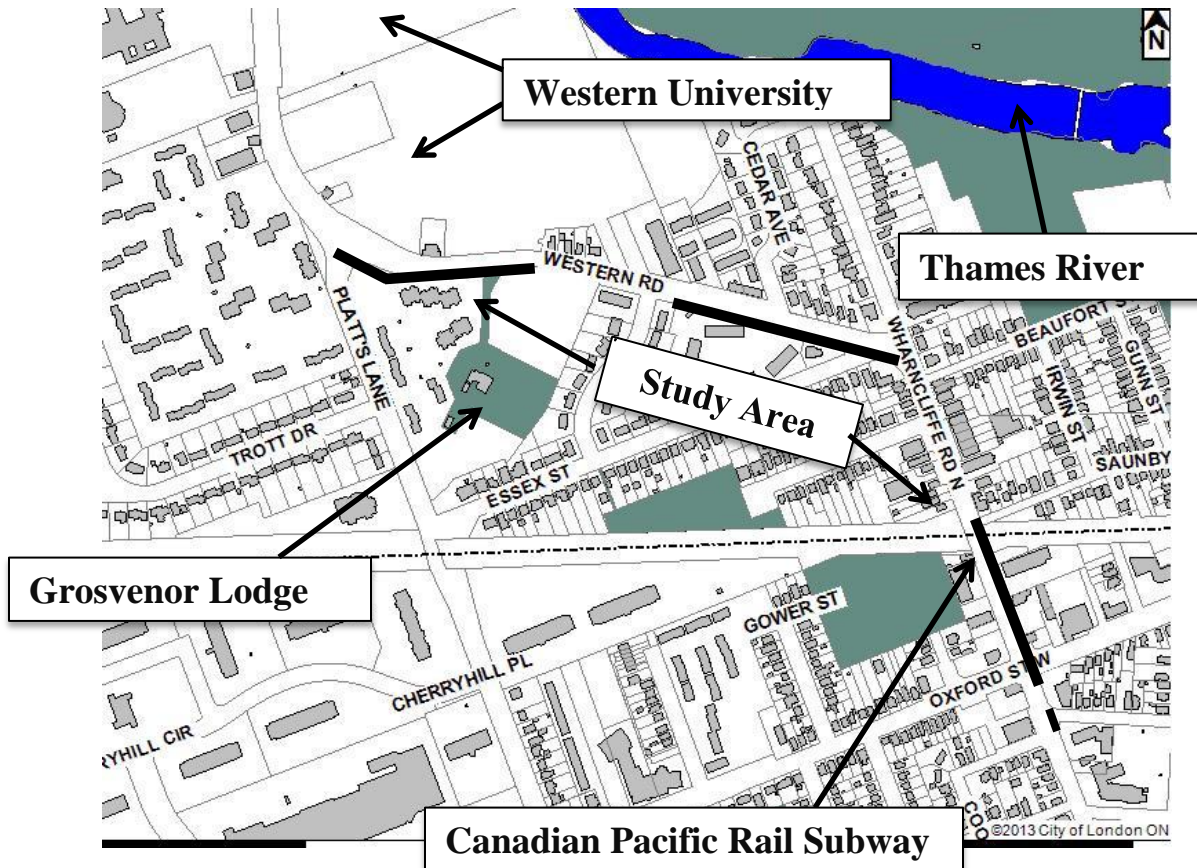 N
Western University
CEDAR AVE
Thames River
WESTERN RD
PLATT'S LANE
WHARNCLIFFE RD N
BEAUFORT S
GUNN ST
IRWIN ST
Study Area
TROTT DR
SAUNBY
ESSEX ST
Grosvenor Lodge
GOWER ST
CHERRYHILL PL
OXFORD ST W
RYHILL CIR
COO
Canadian Pacific Rail Subway
©2013 City of London ON